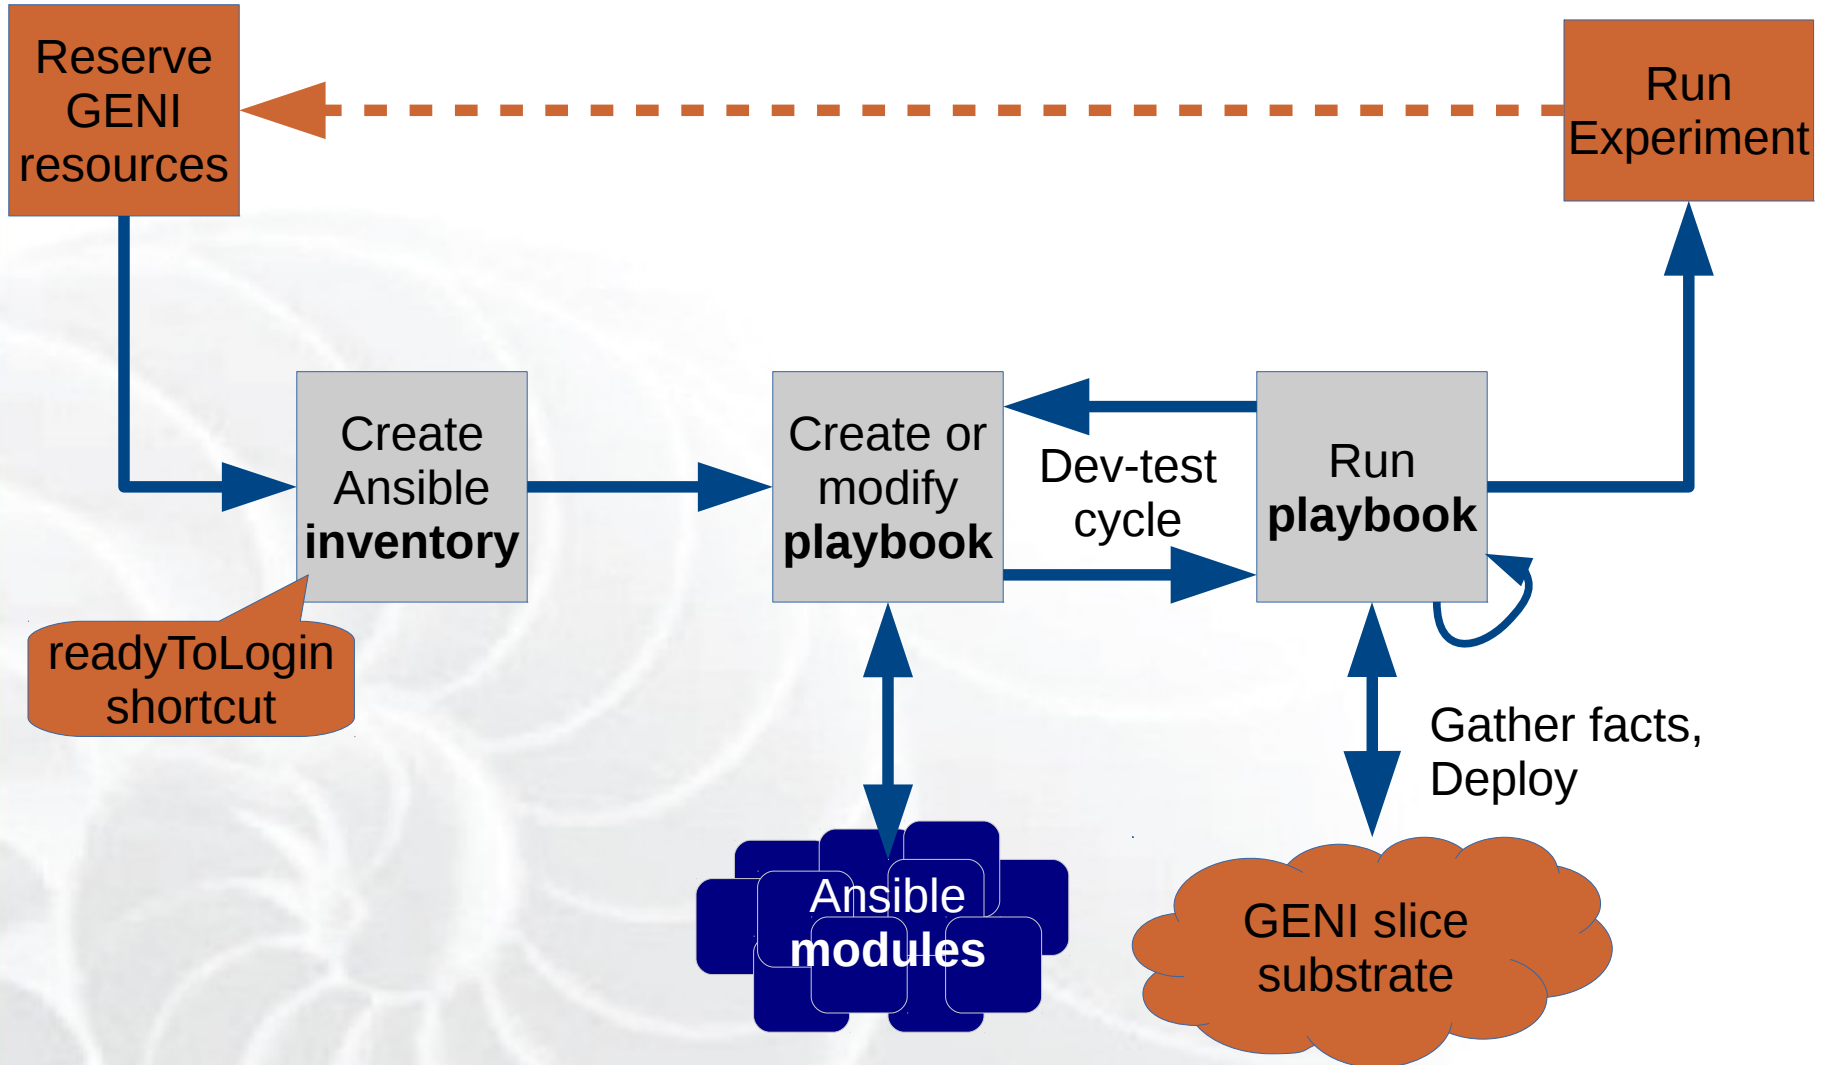 Reserve
GENI
resources
Run
Experiment
Create
Ansible
inventory
Create or
modify
playbook
Dev-test
cycle
Run
playbook
readyToLogin
shortcut
Gather facts,
Deploy
Ansible
modules
GENI slice
substrate